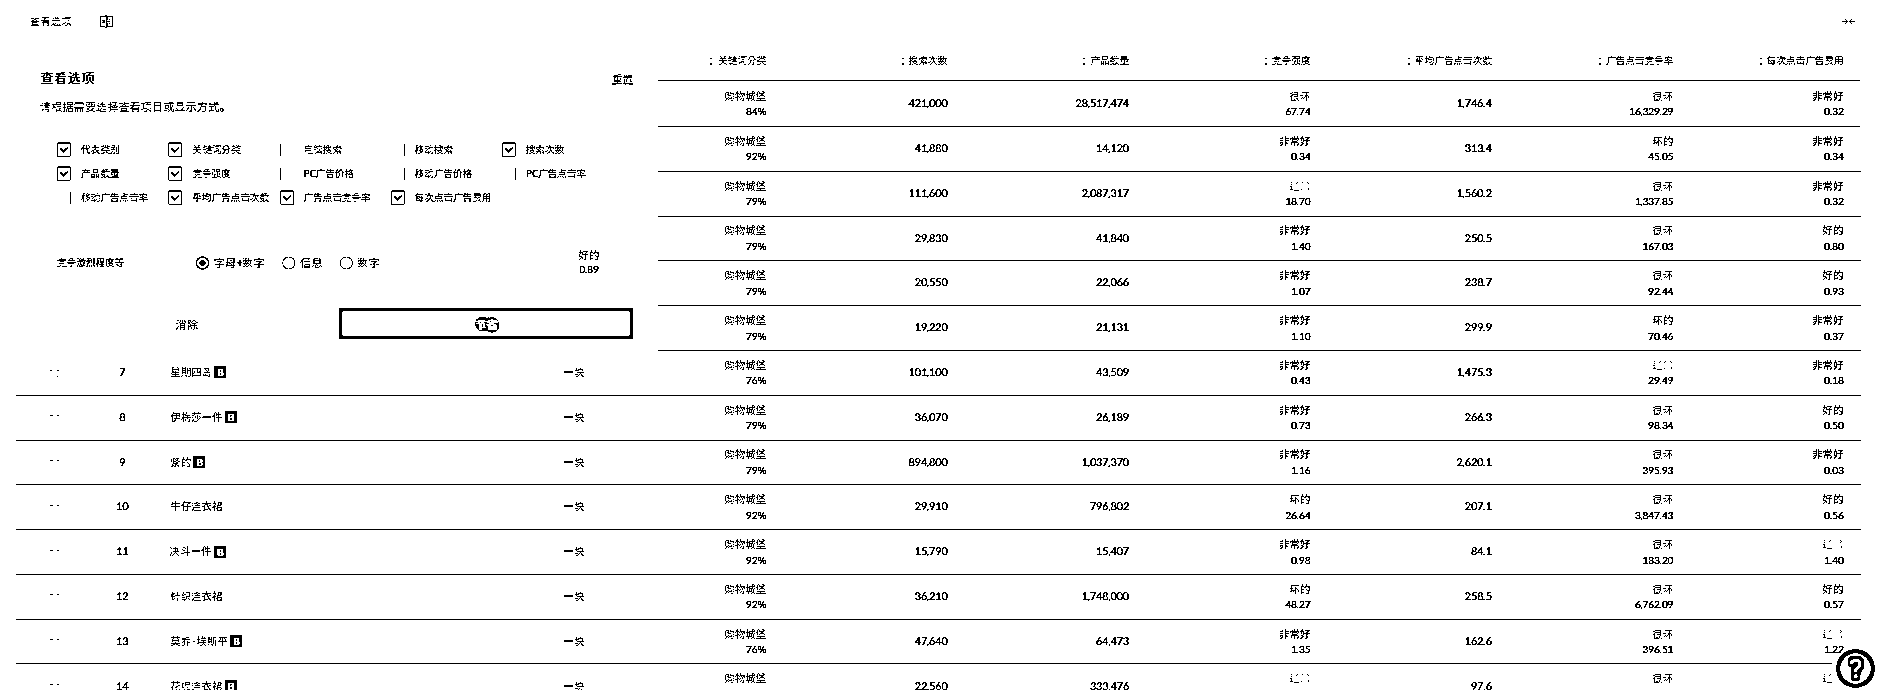 查看选项
关键词分类 搜索次数 产品数量 竞争强度 平均广告点击次数 广告点击竞争率 每次点击广告费用
查看选项 重置
请根据需要选择查看项目或显示方式。
代表类别 关键词分类 电脑搜索 移动搜索 搜索次数
产品数量 竞争强度 PC广告价格 移动广告价格 PC广告点击率
移动广告点击率 平均广告点击次数 广告点击竞争率 每次点击广告费用
竞争激烈程度等 字母+数字 信息 数字 好的
0.89
消除 节省
购物城堡 421,000 28,517,474 很坏 1,746.4 很坏 非常好
84% 67.74 16,329.29 0.32
购物城堡 41,880 14,120 非常好 313.4 坏的 非常好
92% 0.34 45.05 0.34
购物城堡 111,600 2,087,317 1,560.2 很坏 非常好
79% 18.70 1,337.85 0.32
购物城堡 29,830 41,840 非常好 250.5 很坏 好的
79% 1.40 167.03 0.80
购物城堡 20,550 22,066 非常好 238.7 很坏 好的
79% 1.07 92.44 0.93
购物城堡 19,220 21,131 非常好 299.9 坏的 非常好
79% 1.10 70.46 0.37
7 星期四岛 B 一块 购物城堡 101,100 43,509 非常好 1,475.3 非常好
76% 0.43 29.49 0.18
8 伊梅莎一件 B 一块 购物城堡 36,070 26,189 非常好 266.3 很坏 好的
79% 0.73 98.34 0.50
9 紧的 B 一块 购物城堡 894,800 1,037,370 非常好 2,620.1 很坏 非常好
79% 1.16 395.93 0.03
10 牛仔连衣裙 一块 购物城堡 29,910 796,802 坏的 207.1 很坏 好的
92% 26.64 3,847.43 0.56
11 决斗一件 B 一块 购物城堡 15,790 15,407 非常好 84.1 很坏
92% 0.98 183.20 1.40
12 针织连衣裙 一块 购物城堡 36,210 1,748,000 坏的 258.5 很坏 好的
92% 48.27 6,762.09 0.57
13 莫乔·埃斯平 B 一块 购物城堡 47,640 64,473 非常好 162.6 很坏
76% 1.35 396.51 1.22
14 连衣裙 B 一块 购物城堡 22,560 333,476 97.6 很坏